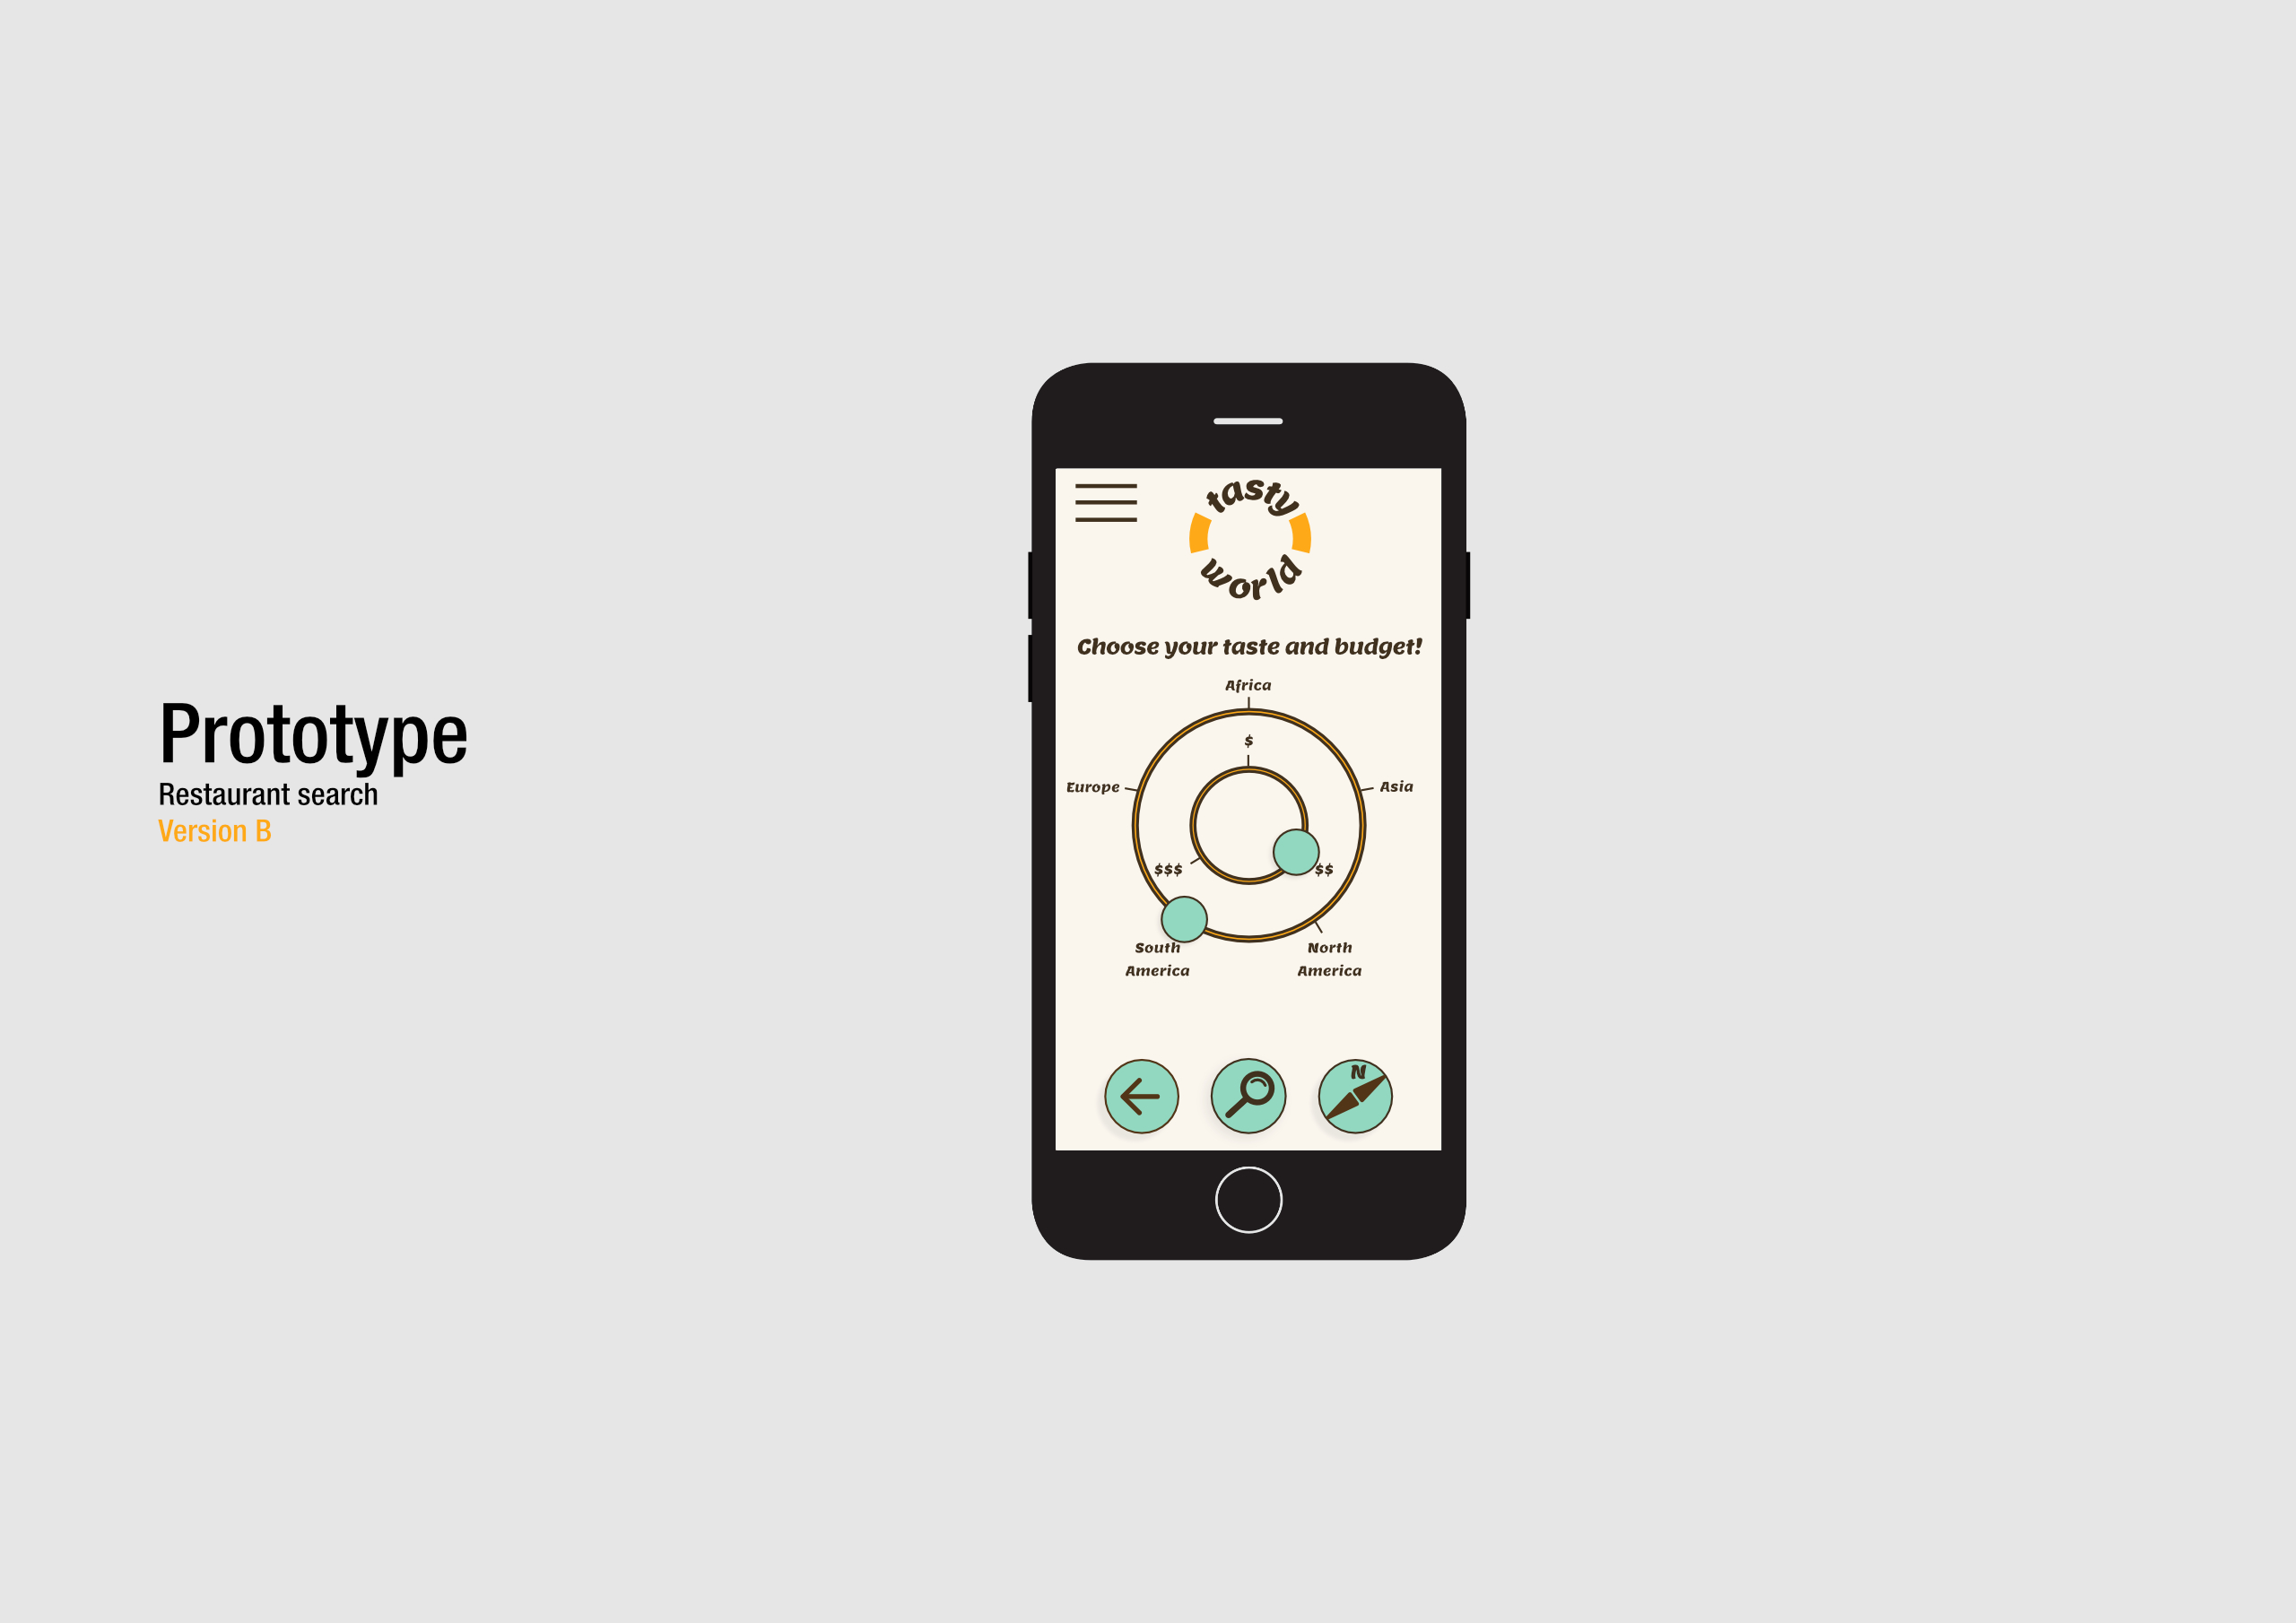 Prototype
Restaurant search
Version B
tasty
world
Choose your taste and budget!
Africa
$
Europe
Asia
$$$
$$
South
America
North
America
N